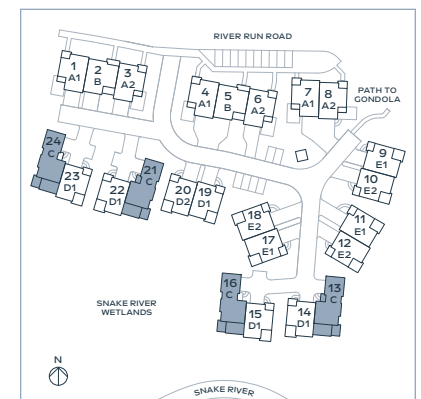 RIVER RUN ROAD
1
A1
2
B
3
A2
4
A1
5
B
6
A2
7
A1
8
A2
PATH TO
GONDOLA
24
C
23
D1
22
D1
21
C
20
D2
19
D1
9
E1
10
E2
18
E2
17
E1
11
E1
12
E2
16
C
15
D1
14
D1
13
C
SNAKE RIVER
WETLANDS
N
SNAKE RIVER